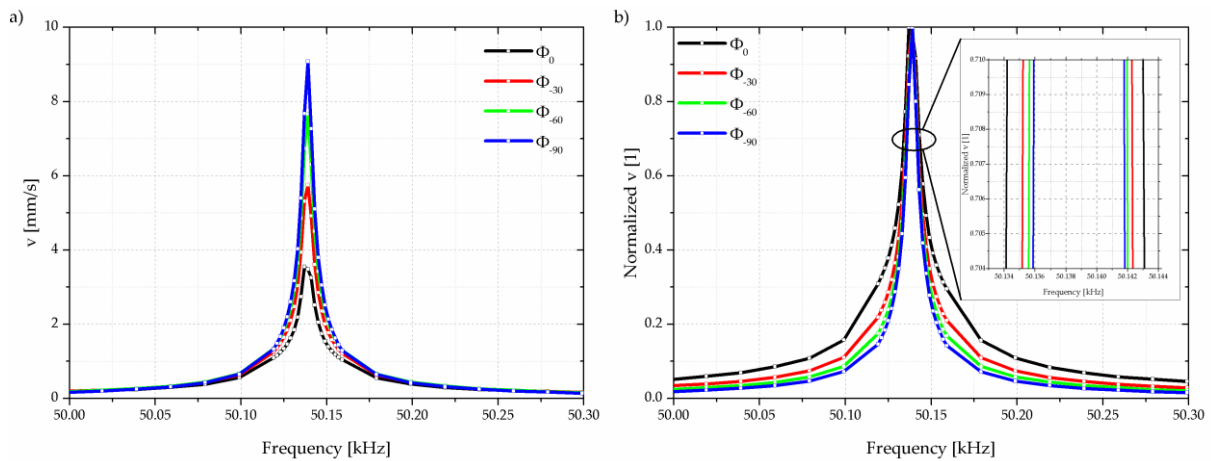 a)
10
8
6
4
2
0
v [mm/s]
Φ0
Φ-30
Φ-60
Φ-90
50.00 50.05 50.10 50.15 50.20 50.25 50.30
Frequency [kHz]
b)
1.0
0.8
0.6
0.4
0.2
0.0
Normalized v [1]
Φ0
Φ-30
Φ-60
Φ-90
0.710
0.709
0.708
0.707
0.706
0.705
0.704
Normalized v [1]
50.134 50.136 50.138 50.140 50.142 50.144
Frequency [kHz]
50.00 50.05 50.10 50.15 50.20 50.25 50.30
Frequency [kHz]